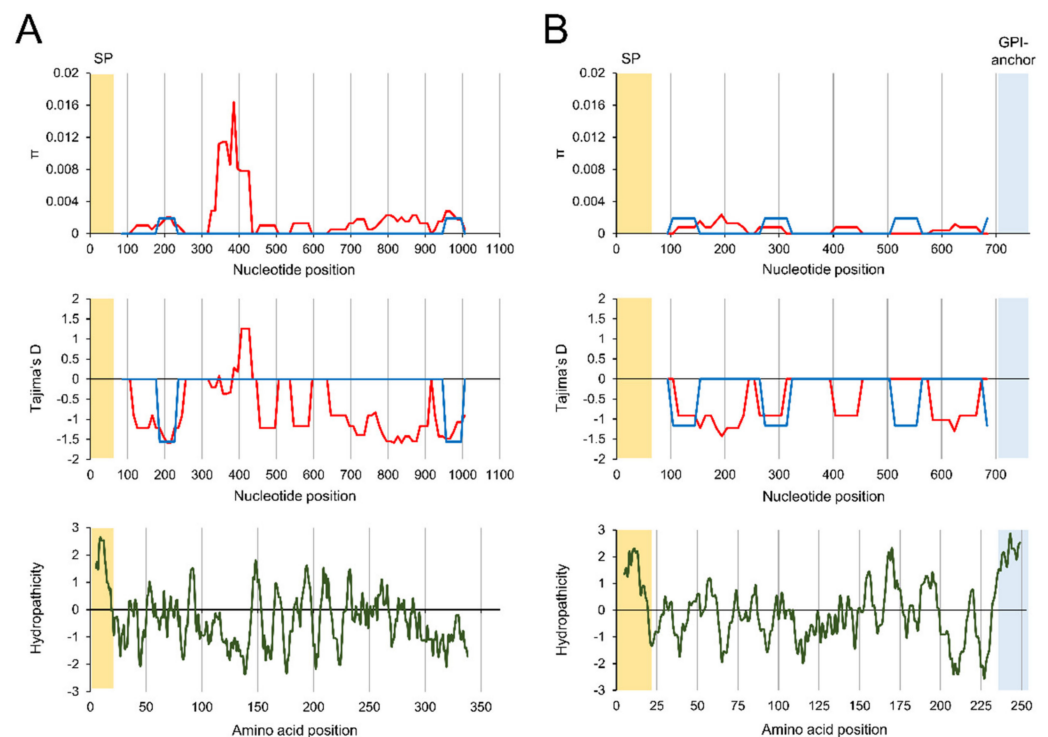 A
B
SP
SP
GPI-
anchor
0.02
0.016
0.012
0.008
0.004
0
π
0 100 200 300 400 500 600 700 800 900 1000 1100
Nucleotide position
0.02
0.016
0.012
0.008
0.004
0
π
0 100 200 300 400 500 600 700
Nucleotide position
2
1.5
1
0.5
0
-0.5
-1
-1.5
-2
Tajima's D
0 100 200 300 400 500 600 700 800 900 1000 1100
Nucleotide position
2
1.5
1
0.5
0
-0.5
-1
-1.5
-2
Tajima's D
0 100 200 300 400 500 600 700
Nucleotide position
3
2
1
0
-1
-2
-3
Hydropathicity
0 50 100 150 200 250 300 350
Amino acid position
3
2
1
0
-1
-2
-3
Hydropathicity
0 25 50 75 100 125 150 175 200 225 250
Amino acid position